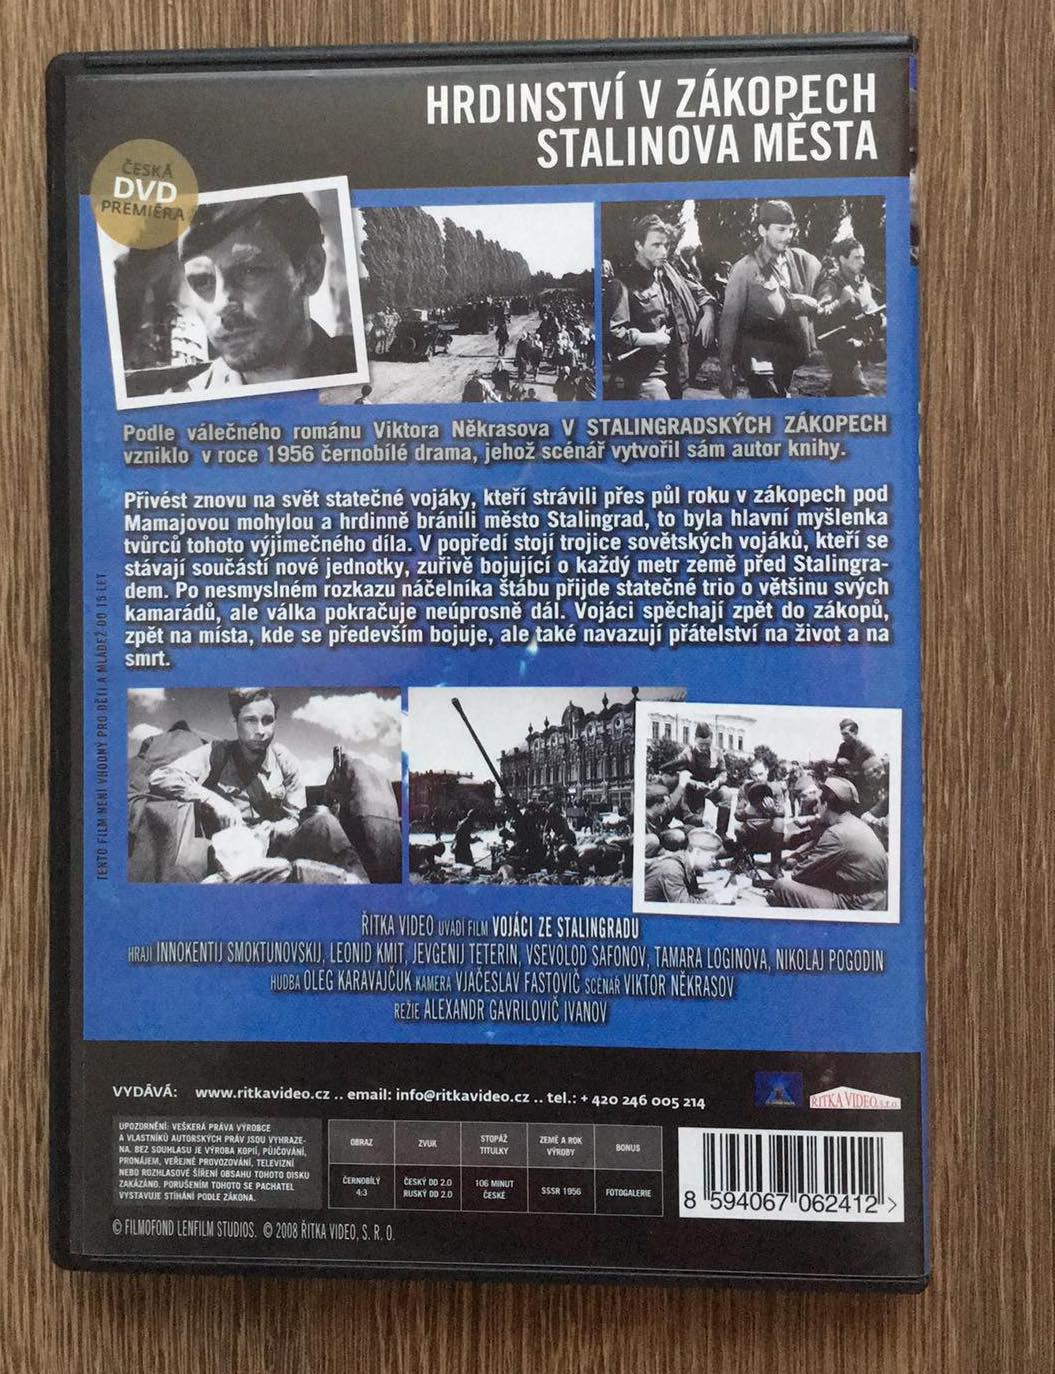 HRDINSTVÍ V ZÁKOPECH
STALINOVA MĚSTA
ČESKÁ
DVD
PREMIÉRA
Podle válečného románu Viktora Někrasova V STALINGRADSKÝCH ZÁKOPECH
vzniklo v roce 1956 černobílé drama, jehož scénář vytvořil sám autor knihy.
Přivést znovu na svět statečné vojáky, kteří strávili přes půl roku v zákopech pod
Mamajovou mohylou a hrdinně bránili město Stalingrad, to byla hlavní myšlenka
tvůrců tohoto výjimečného díla. V popředí stojí trojice sovětských vojáků, kteří se
stávají součástí nové jednotky, zuřivě bojující o každý metr země před Stalingra-
dem. Po nesmyslném rozkazu náčelníka štábu přijde statečné trio o většinu svých
kamarádů, ale válka pokračuje neúprosně dál. Vojáci spěchají zpět do zákopů,
zpět na místa, kde se především bojuje, ale také navazují přátelství na život a na
smrt.
TENTO FILM NENÍ VHODNÝ PRO DĚTI A MLÁDEŽ DO 15 LET
ŘITKA VIDEO UVÁDÍ FILM VOJÁCI ZE STALINGRADU
HRAJÍ INNOKENTIJ SMOKTUNOVSKIJ, LEONID KMIT, JEVGENIJ TETERIN, VSEVOLOD SAFONOV, TAMARA LOGINOVA, NIKOLAJ POGODIN
HUDBA OLEG KARAVAJČUK KAMERA VJAČESLAV FASTOVIČ SCÉNÁŘ VIKTOR NĚKRASOV
REŽIE ALEXANDR GAVRILOVIČ IVANOV
VYDÁVÁ: www.ritkavideo.cz .. email: info@ritkavideo.cz .. tel.: + 420 246 005 214
ŘITKA VIDEO, s.r.o.
UPOZORNĚNÍ: VEŠKERÁ PRÁVA VÝROBCE
A VLASTNÍKŮ AUTORSKÝCH PRÁV JSOU VYHRAZE-
NA. BEZ SOUHLASU JE VÝROBA KOPIÍ, PŮJČOVÁNÍ,
PRONÁJEM, VEŘEJNÉ PROVOZOVÁNÍ, TELEVIZNÍ
NEBO ROZHLASOVÉ ŠÍŘENÍ OBSAHU TOHOTO DISKU
ZAKÁZÁNO. PORUŠENÍM TOHOTO SE PACHATEL
VYSTAVUJE STÍHÁNÍ PODLE ZÁKONA.
OBRAZ
ČERNOBÍLÝ
4:3
ZVUK
ČESKÝ DD 2.0
RUSKÝ DD 2.0
STOPÁŽ
TITULKY
106 MINUT
ČESKÉ
ZEMĚ A ROK
VÝROBY
SSSR 1956
BONUS
FOTOGALERIE
8 594067 062412 >
© FILMOFOND LENFILM STUDIOS. © 2008 ŘITKA VIDEO, S. R. O.